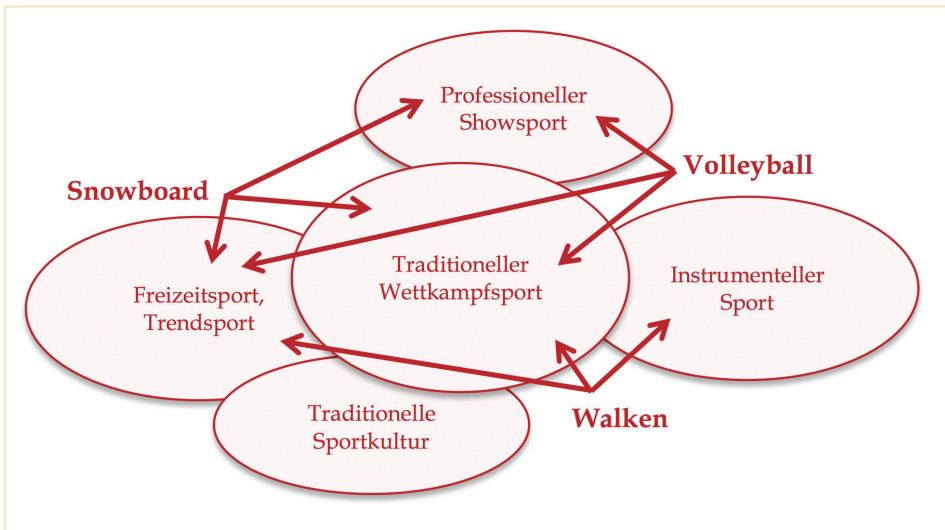 Professioneller
Showsport
Volleyball
Snowboard
Traditioneller
Wettkampfsport
Instrumenteller
Sport
Freizeitsport,
Trendsport
Traditionelle
Sportkultur
Walken